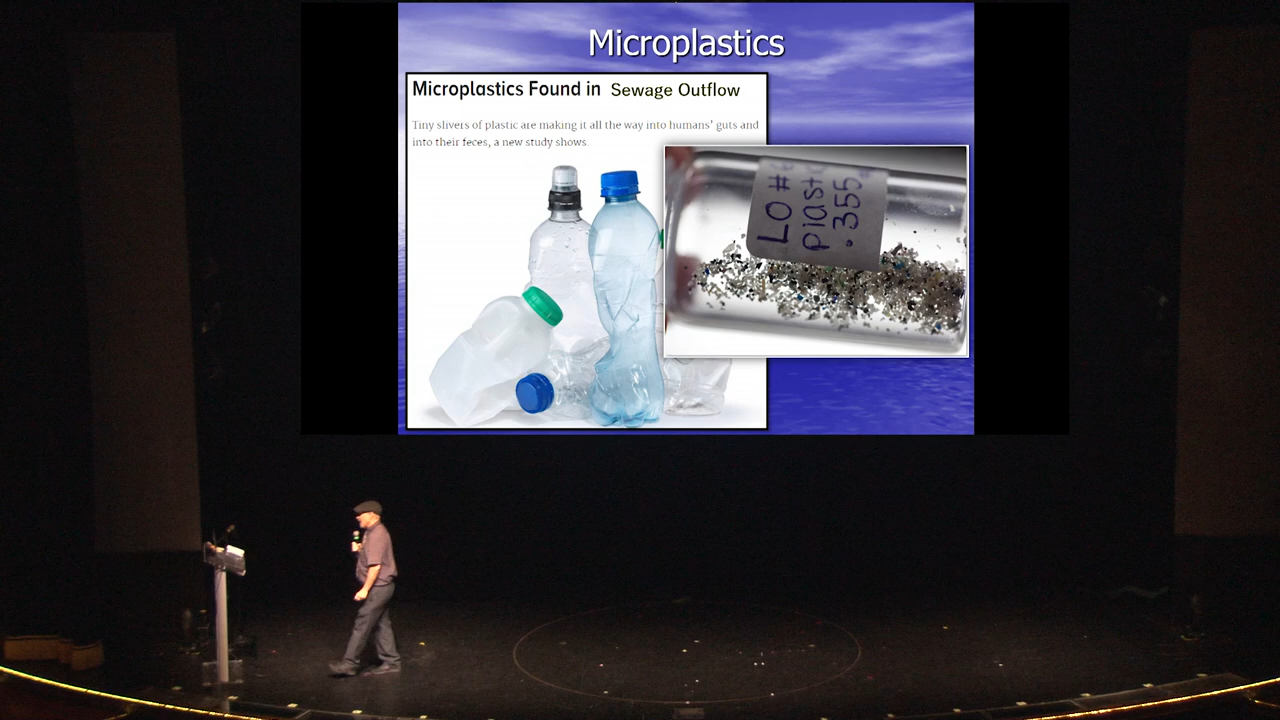 Microplastics
Microplastics Found in Sewage Outflow
Tiny slivers of plastic are making it all the way into humans’ guts and
into their feces, a new study shows.
LO #
plast
.355